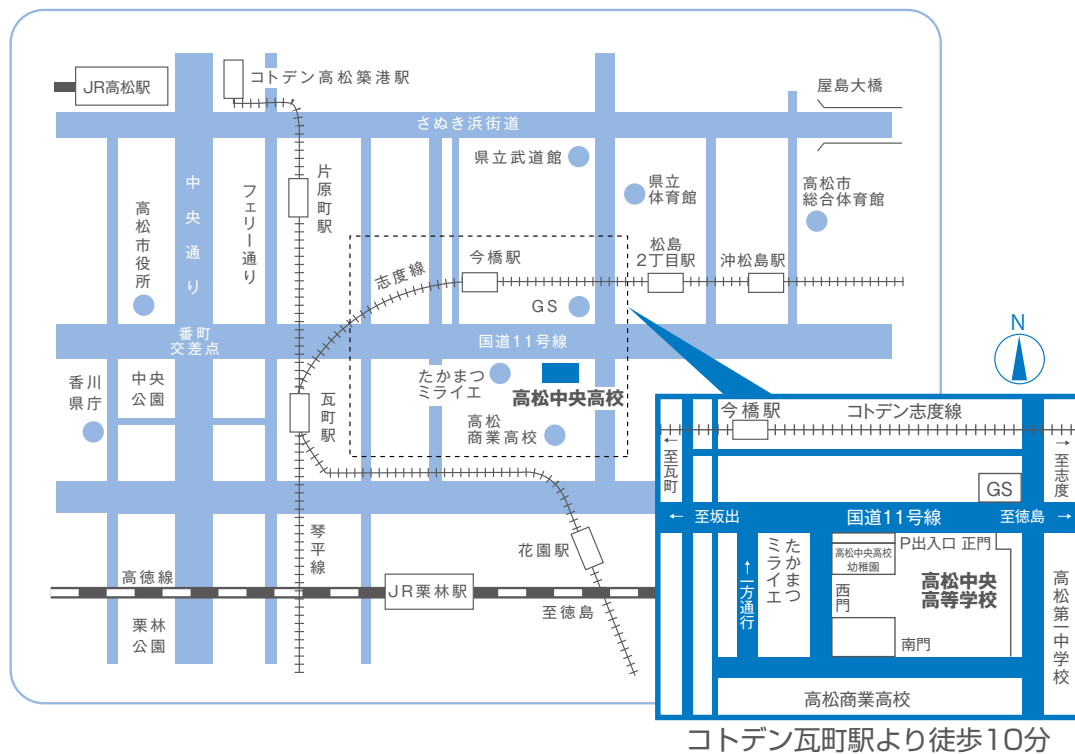 JR高松駅
コトデン高松築港駅
屋島大橋
さぬき浜街道
県立武道館
県立
体育館
高松市
総合体育館
中央通り
フェリー通り
片原町駅
高松市役所
志度線
今橋駅
松島
2丁目駅
沖松島駅
GS
番町
交差点
国道11号線
香川
県庁
中央
公園
たかまつ
ミライエ
高松中央高校
瓦町駅
高松
商業高校
琴平線
花園駅
高徳線
JR栗林駅
至徳島
栗林
公園
N
今橋駅
コトデン志度線
←至瓦町
→至志度
GS
← 至坂出
国道11号線
至徳島 →
→一方通行
たかまつ
ミライエ
高松中央高校
幼稚園
P出入口 正門
西門
高松中央
高等学校
南門
高松第一中学校
高松商業高校
コトデン瓦町駅より徒歩10分